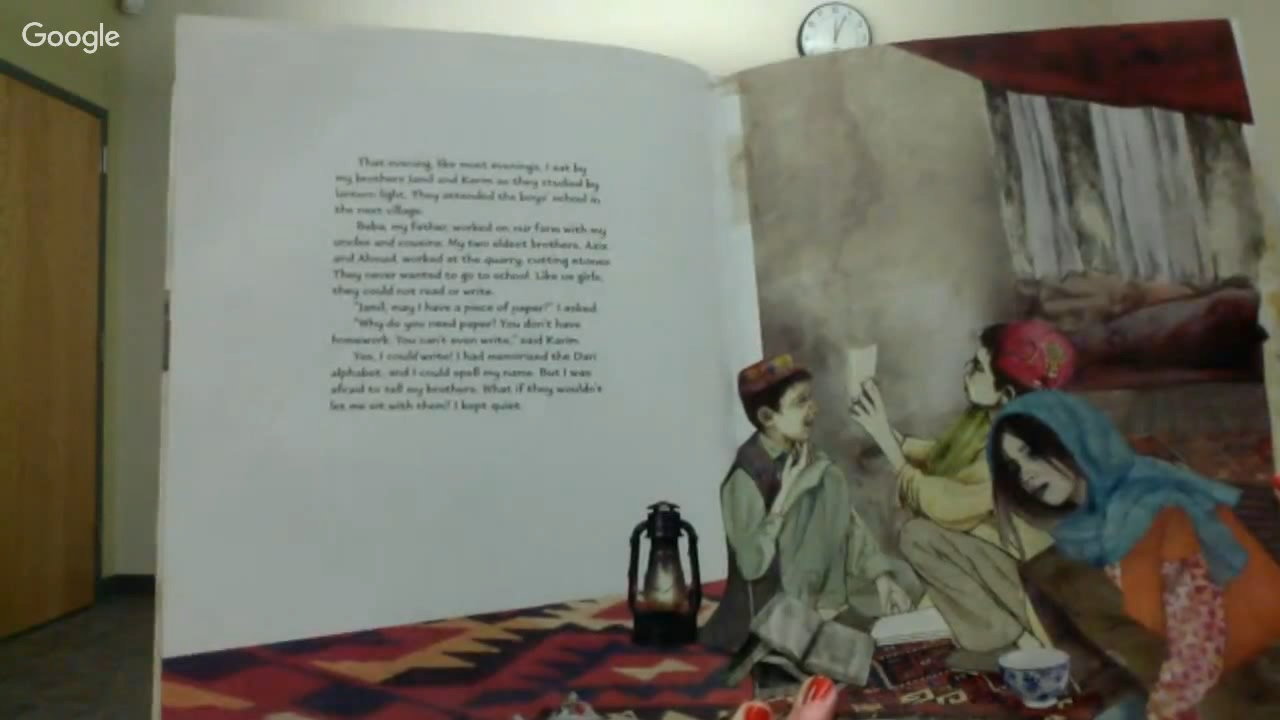 Google
That evening, like most evenings, I sat by
my brothers Jamil and Karim as they studied by
lantern light. They attended the boys' school in
the next village.
Baba, my father, worked on our farm with my
uncles and cousins. My two eldest brothers, Aziz
and Ahmad, worked at the quarry, cutting stones.
They never wanted to go to school. Like us girls,
they could not read or write.
"Jamil, may I have a piece of paper?" I asked.
"Why do you need paper? You don't have
homework. You can't even write," said Karim.
Yes, I could write! I had memorized the Dari
alphabet, and I could spell my name. But I was
afraid to tell my brothers. What if they wouldn't
let me sit with them? I kept quiet.